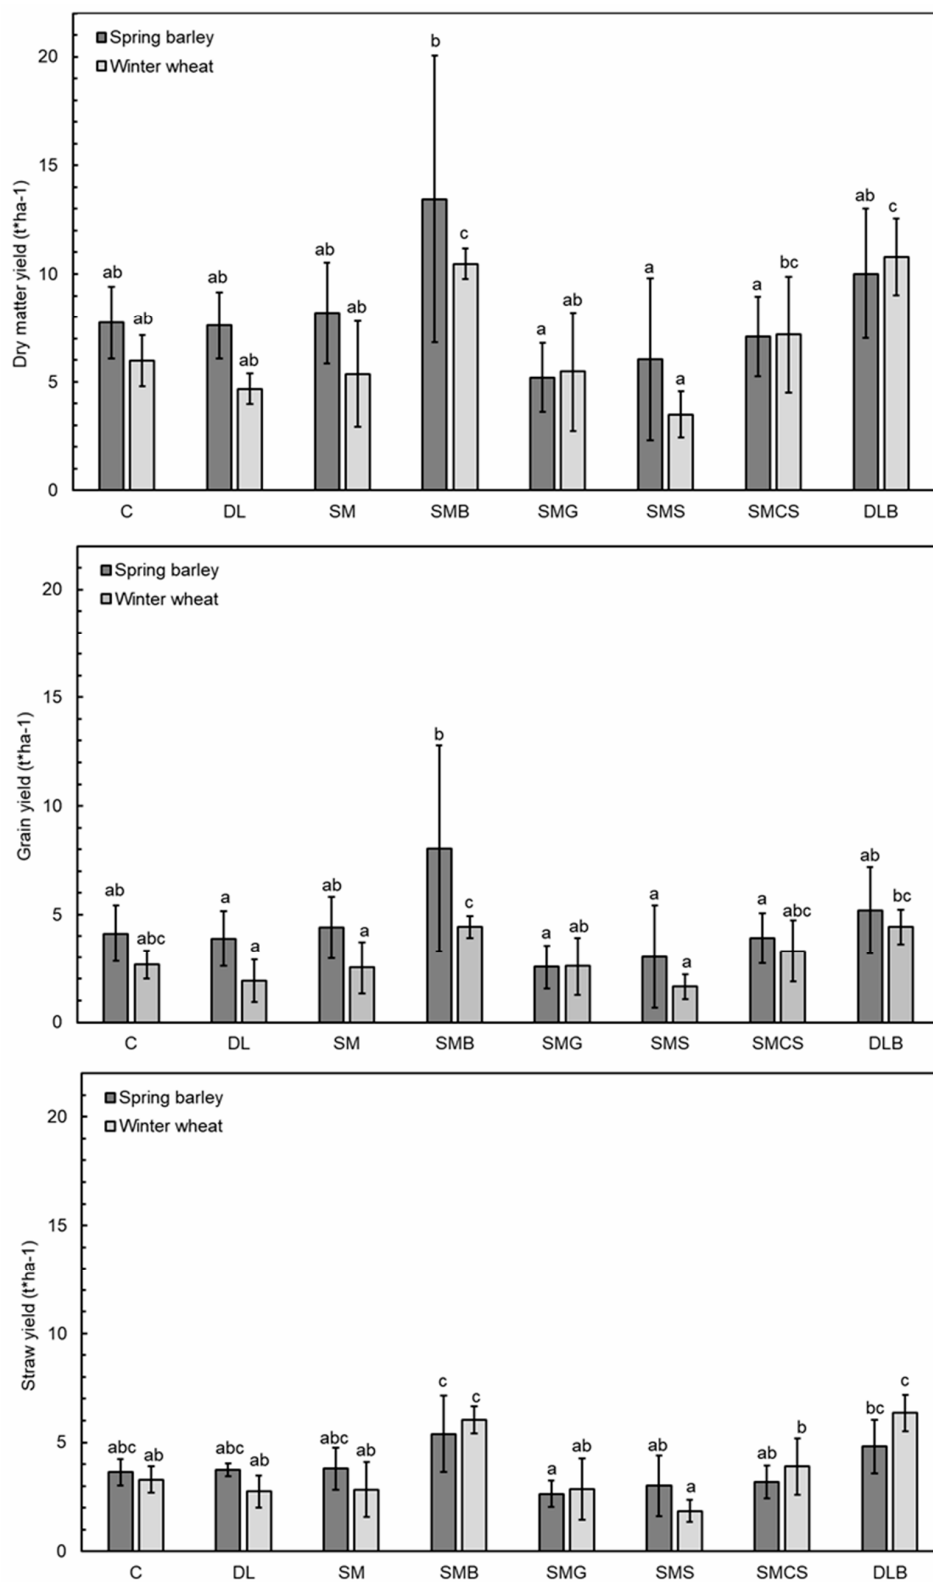 Dry matter yield (t*ha-1)
20
15
10
5
0
Spring barley
Winter wheat
ab
ab
ab
ab
ab
ab
b
c
a
ab
a
a
a
bc
ab
c
C DL SM SMB SMG SMS SMCS DLB
Grain yield (t*ha-1)
20
15
10
5
0
Spring barley
Winter wheat
ab
abc
a
a
ab
a
b
c
a
ab
a
a
a
abc
ab
bc
C DL SM SMB SMG SMS SMCS DLB
Straw yield (t*ha-1)
20
15
10
5
0
Spring barley
Winter wheat
abc
ab
abc
ab
abc
ab
c
c
a
ab
ab
a
ab
b
bc
c
C DL SM SMB SMG SMS SMCS DLB